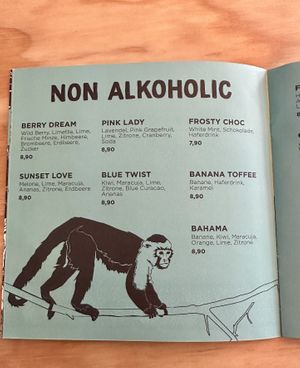 NON ALKOHOLIC
BERRY DREAM
Wild Berry, Limette, Lime,
Frische Minze, Himbeere,
Brombeere, Erdbeere,
Zucker
8,90
PINK LADY
Lavendel, Pink Grapefruit,
Lime, Zitrone, Cranberry,
Soda
8,90
FROSTY CHOC
White Mint, Schokolade,
Haferdrink
7,90
SUNSET LOVE
Melone, Lime, Maracuja,
Ananas, Zitrone, Erdbeere
8,90
BLUE TWIST
Kiwi, Maracuja, Lime,
Zitrone, Blue Curacao,
Ananas
8,90
BANANA TOFFEE
Banane, Haferdrink,
Karamel
8,90
BAHAMA
Banane, Kiwi, Maracuja,
Orange, Lime, Zitrone
8,90